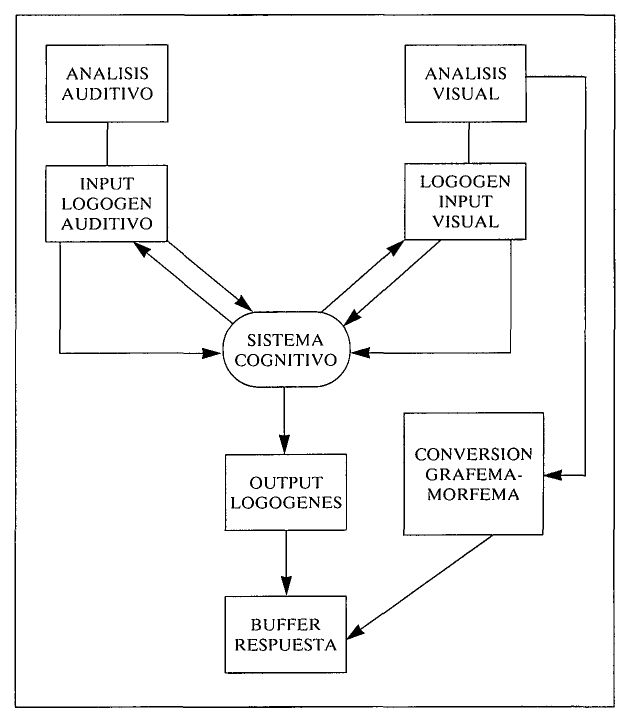 ANALISIS
AUDITIVO
ANALISIS
VISUAL
INPUT
LOGOGEN
AUDITIVO
LOGOGEN
INPUT
VISUAL
SISTEMA
COGNITIVO
OUTPUT
LOGOGENES
CONVERSION
GRAFEMA-
MORFEMA
BUFFER
RESPUESTA